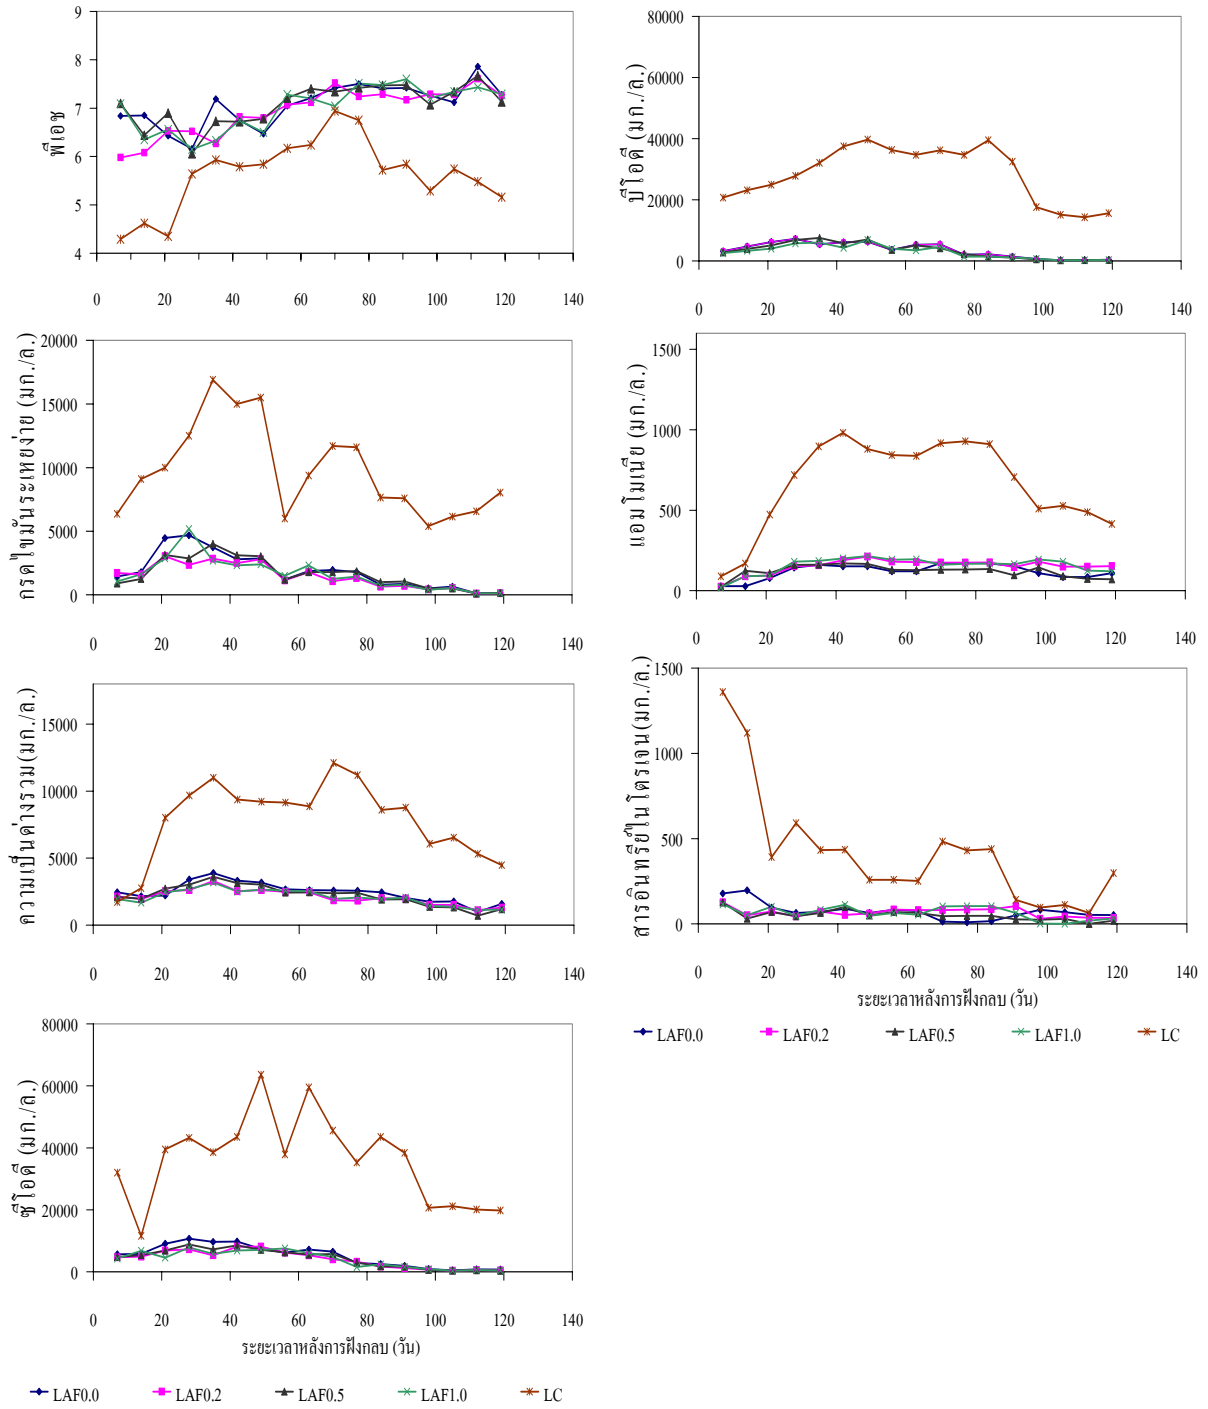 9
8
7
6
5
4
พีเอช
0 20 40 60 80 100 120 140
80000
60000
40000
20000
0
บีโอดี (มก./ล.)
0 20 40 60 80 100 120 140
20000
15000
10000
5000
0
กรดไขมันระเหยง่าย (มก./ล.)
0 20 40 60 80 100 120 140
1500
1000
500
0
แอมโมเนีย (มก./ล.)
0 20 40 60 80 100 120 140
15000
10000
5000
0
ความเป็นด่างรวม(มก./ล.)
0 20 40 60 80 100 120 140
1500
1000
500
0
สารอินทรีย์ไนโตรเจน(มก./ล.)
0 20 40 60 80 100 120 140
ระยะเวลาหลังการฝังกลบ (วัน)
LAF0.0 LAF0.2 LAF0.5 LAF1.0 LC
80000
60000
40000
20000
0
ซีโอดี (มก./ล.)
0 20 40 60 80 100 120 140
ระยะเวลาหลังการฝังกลบ (วัน)
LAF0.0 LAF0.2 LAF0.5 LAF1.0 LC